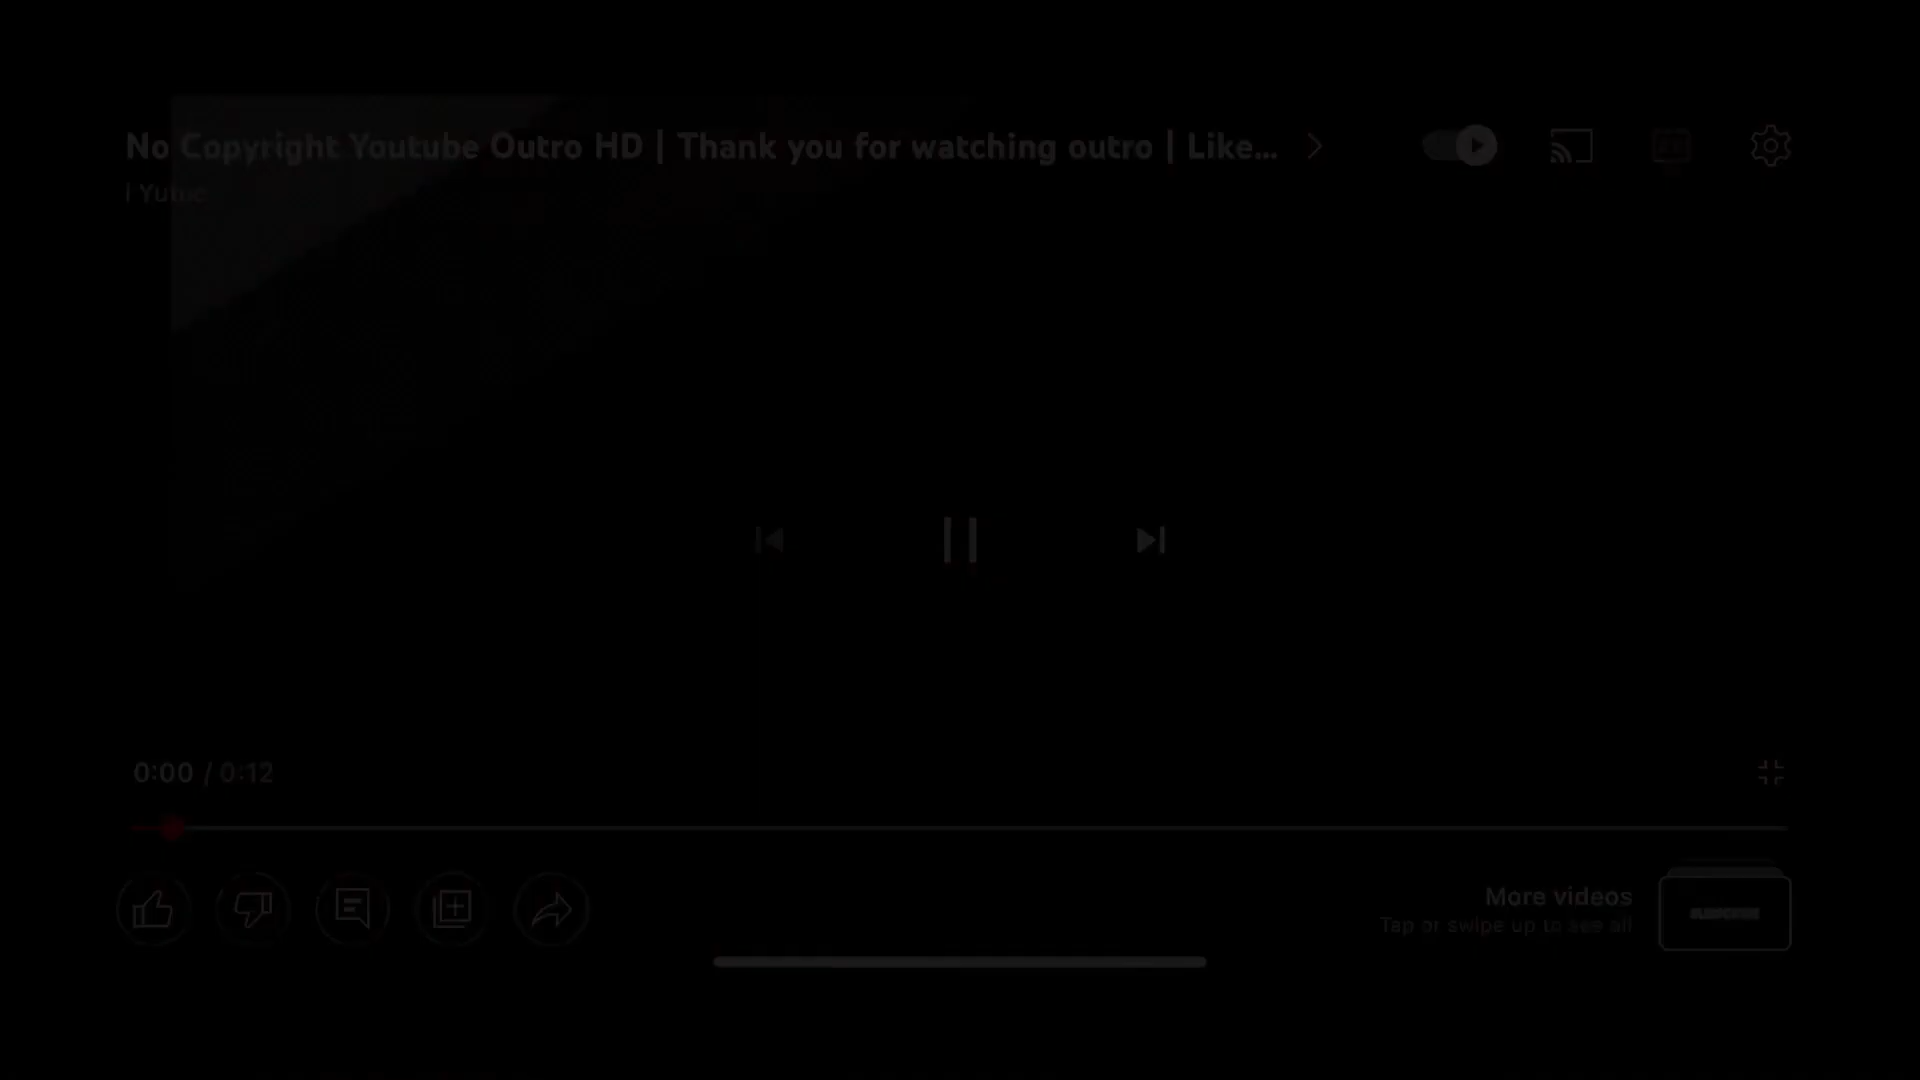 No Copyright Youtube Outro HD | Thank you for watching outro | Like...
0:00 / 0:12
More videos
Tap or swipe up to see all
SUBSCRIBE